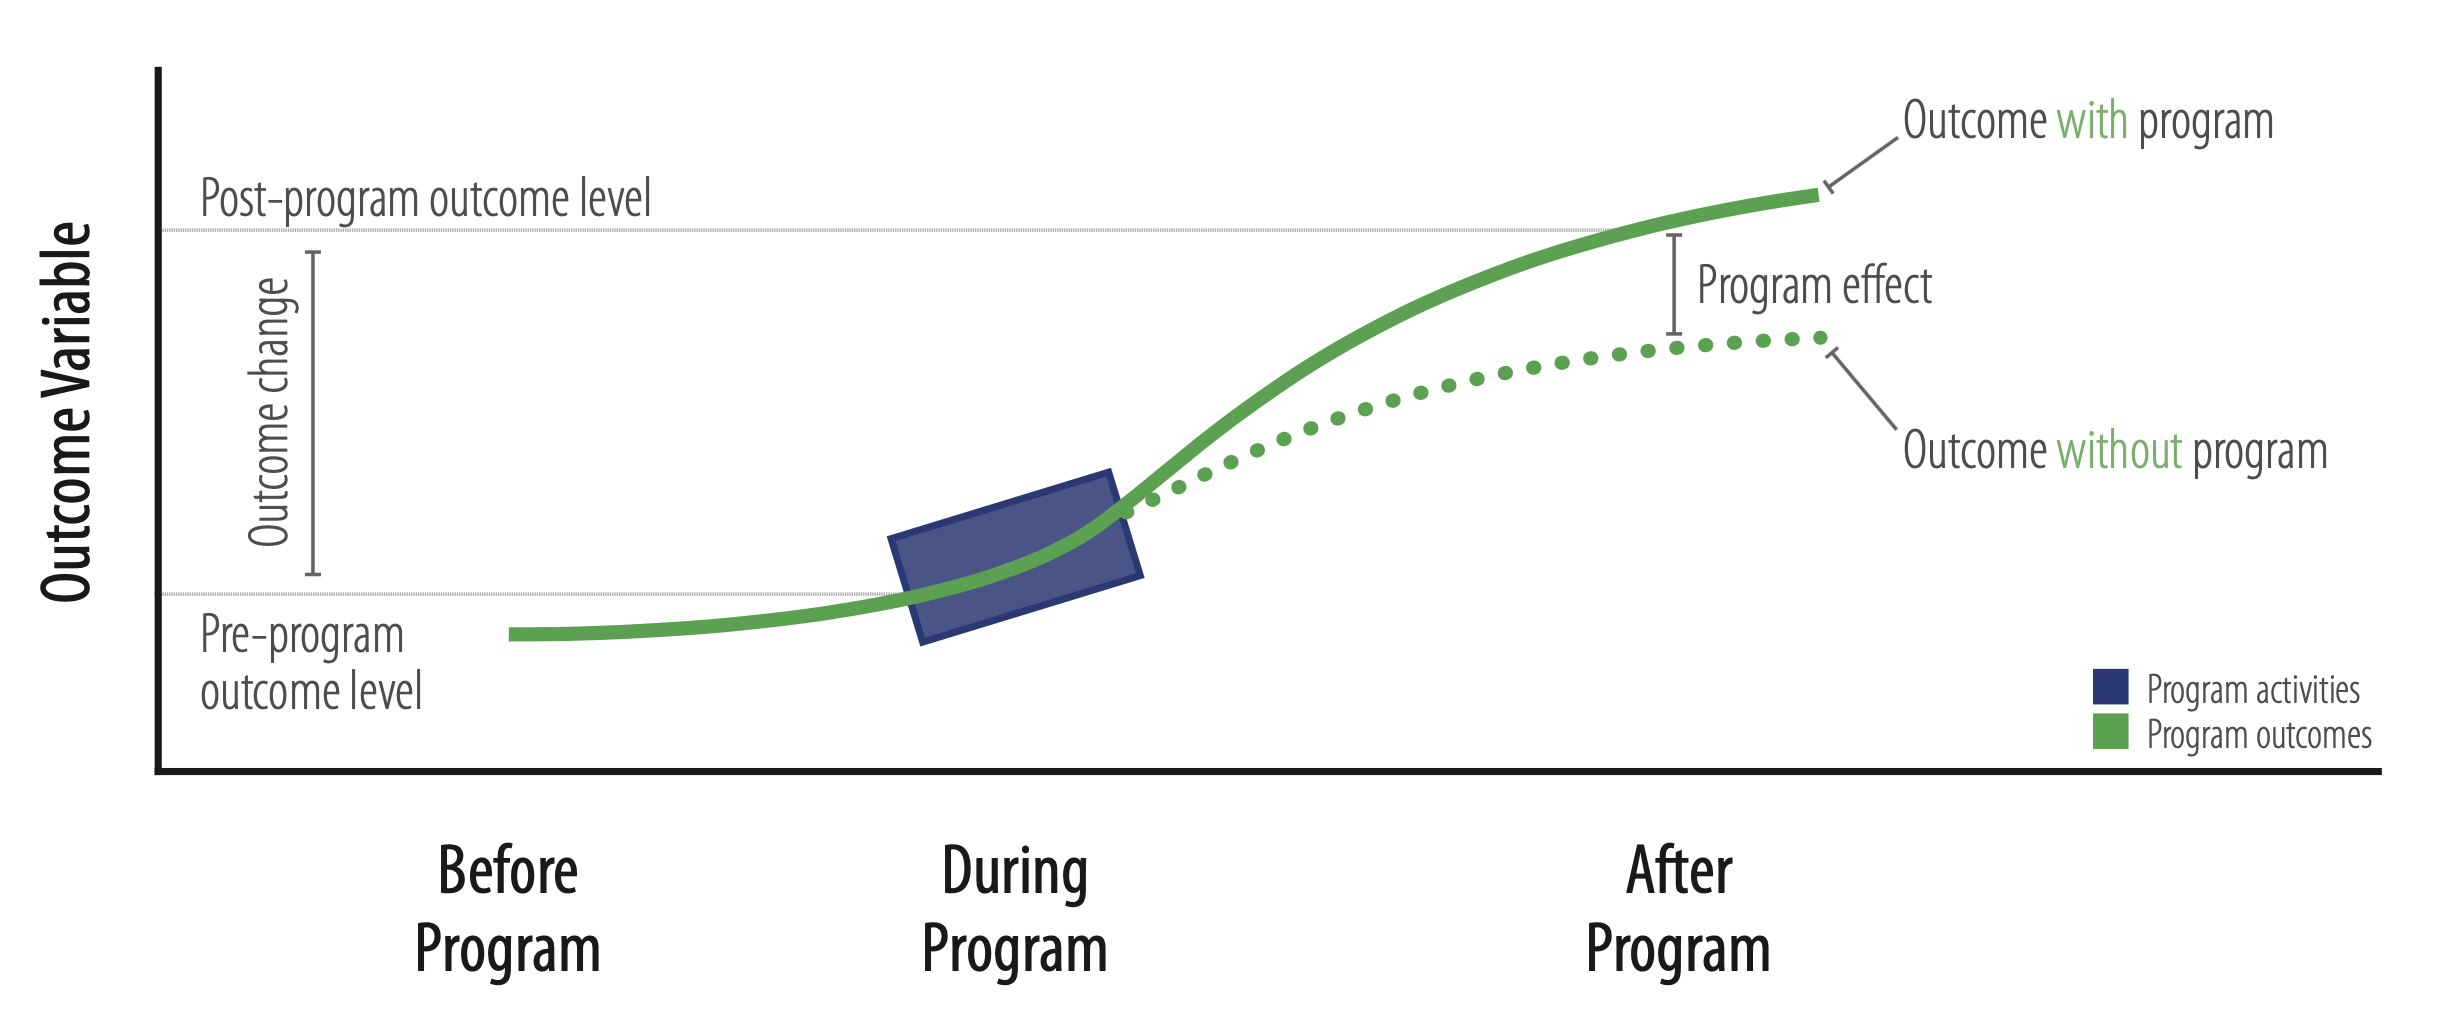 Outcome Variable
Post-program outcome level
Outcome change
Pre-program
outcome level
Outcome with program
Program effect
Outcome without program
Program activities
Program outcomes
Before
Program
During
Program
After
Program